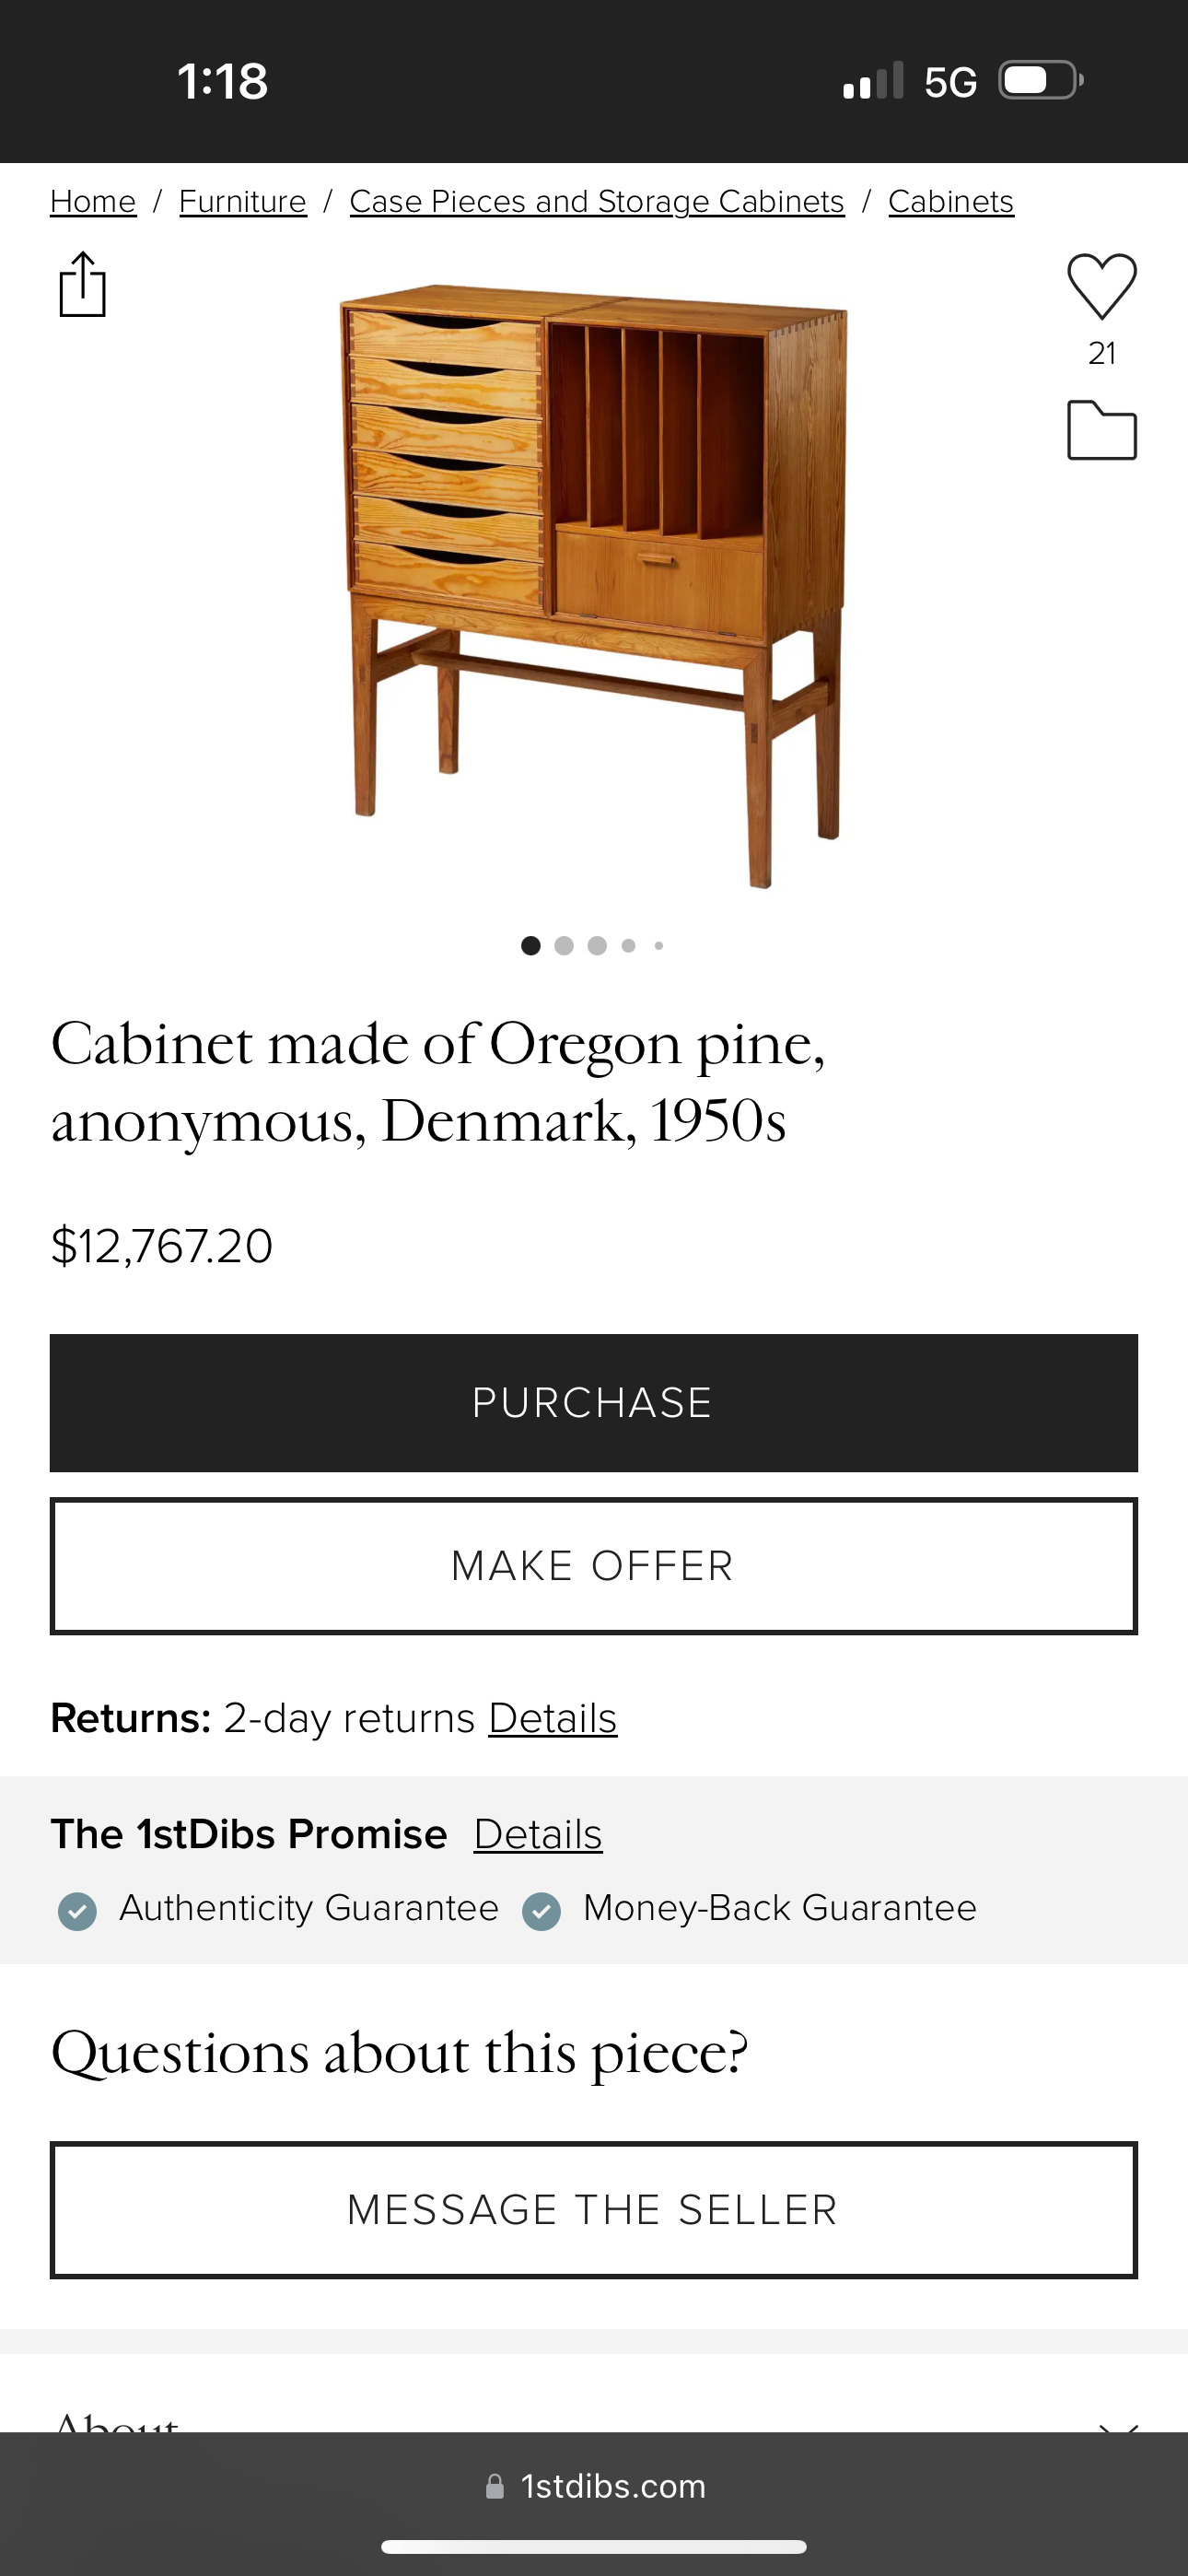 1:18
5G
Home / Furniture / Case Pieces and Storage Cabinets / Cabinets
21
Cabinet made of Oregon pine,
anonymous, Denmark, 1950s
$12,767.20
PURCHASE
MAKE OFFER
Returns: 2-day returns Details
The 1stDibs Promise Details
Authenticity Guarantee Money-Back Guarantee
Questions about this piece?
MESSAGE THE SELLER
About
1stdibs.com